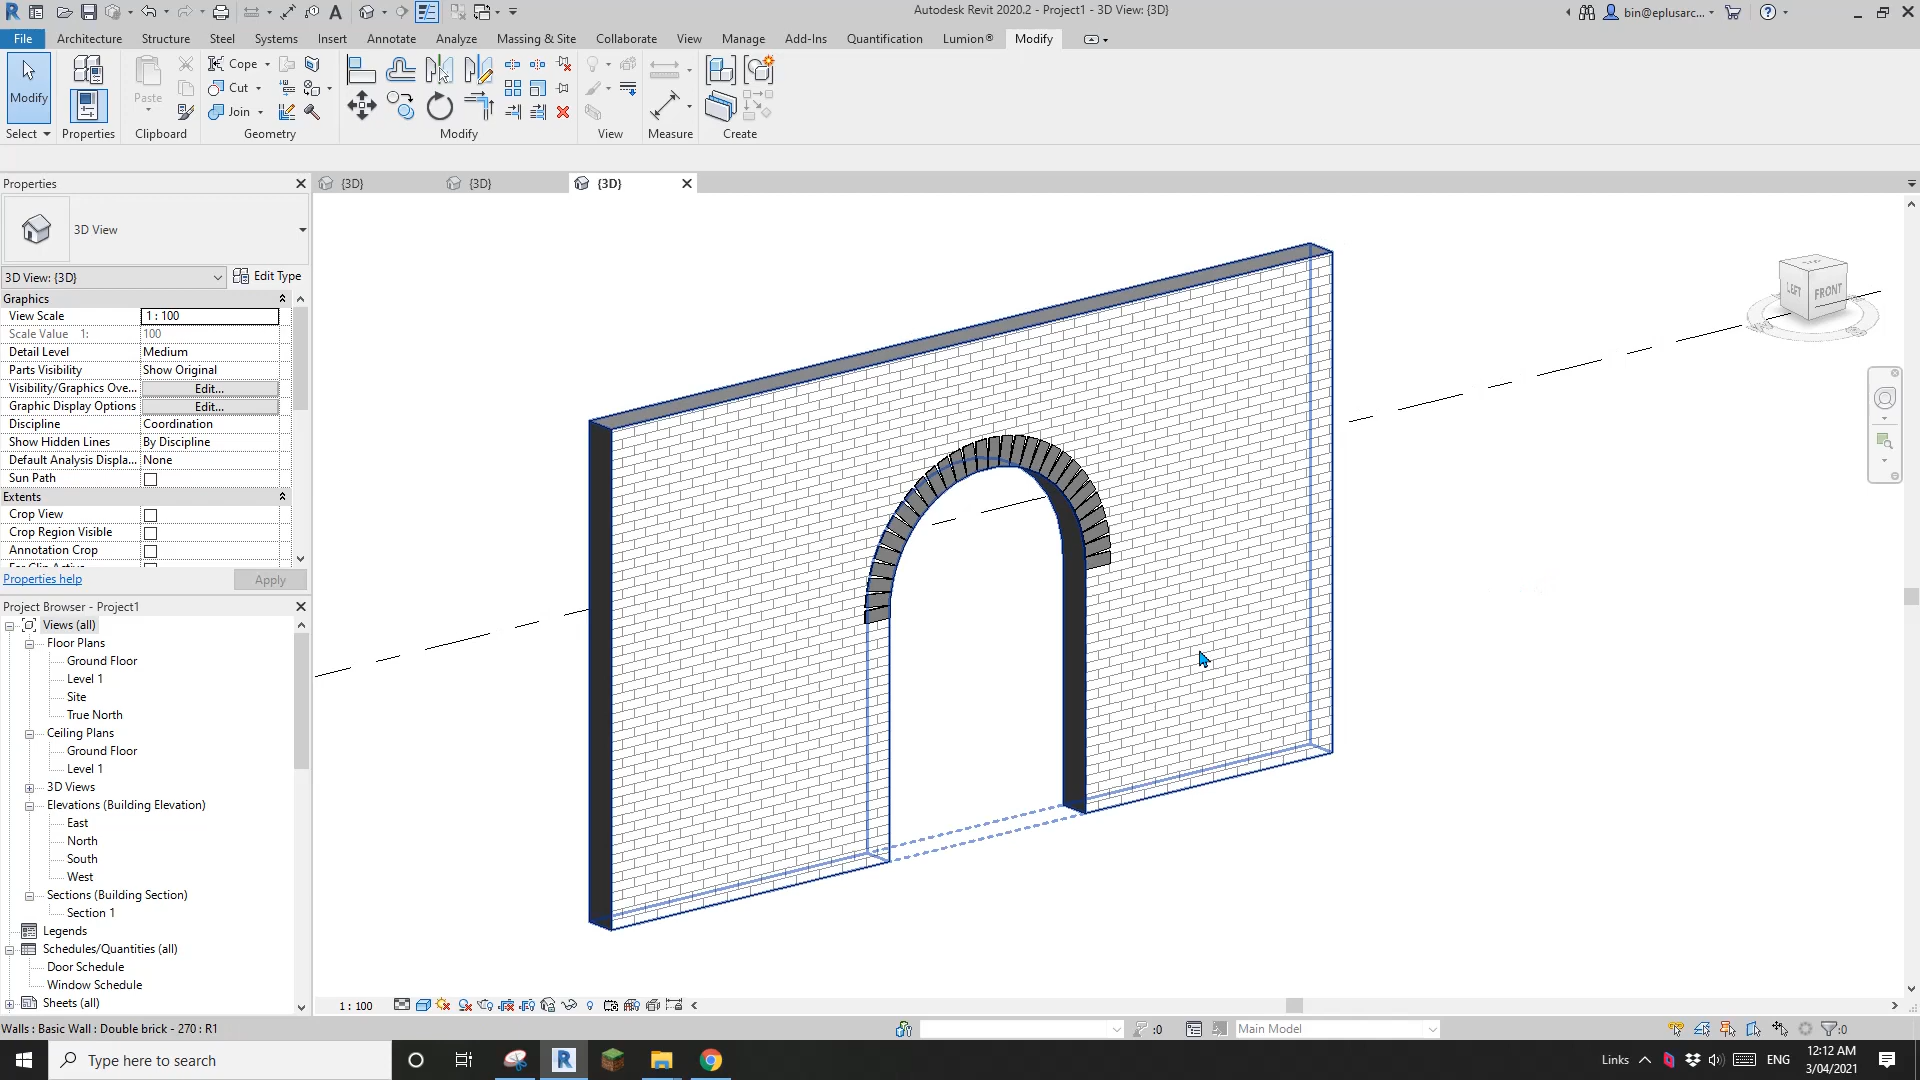 Autodesk Revit 2020.2 - Project1 - 3D View: {3D}
bin@eplusarc...
File Architecture Structure Steel Systems Insert Annotate Analyze Massing & Site Collaborate View Manage Add-Ins Quantification Lumion® Modify
Modify
Paste
Cope
Cut
Join
Select Properties Clipboard Geometry Modify View Measure Create
Properties
{3D} {3D} {3D}
3D View
3D View: {3D} Edit Type
Graphics
View Scale 1 : 100
Scale Value 1: 100
Detail Level Medium
Parts Visibility Show Original
Visibility/Graphics Ove... Edit...
Graphic Display Options Edit...
Discipline Coordination
Show Hidden Lines By Discipline
Default Analysis Displa... None
Sun Path
Extents
Crop View
Crop Region Visible
Annotation Crop
Properties help Apply
LEFT FRONT
Project Browser - Project1
Views (all)
Floor Plans
Ground Floor
Level 1
Site
True North
Ceiling Plans
Ground Floor
Level 1
3D Views
Elevations (Building Elevation)
East
North
South
West
Sections (Building Section)
Section 1
Legends
Schedules/Quantities (all)
Door Schedule
Window Schedule
Sheets (all)
1 : 100
Walls : Basic Wall : Double brick - 270 : R1
:0
Main Model
:0
Type here to search
Links
ENG
12:12 AM
3/04/2021